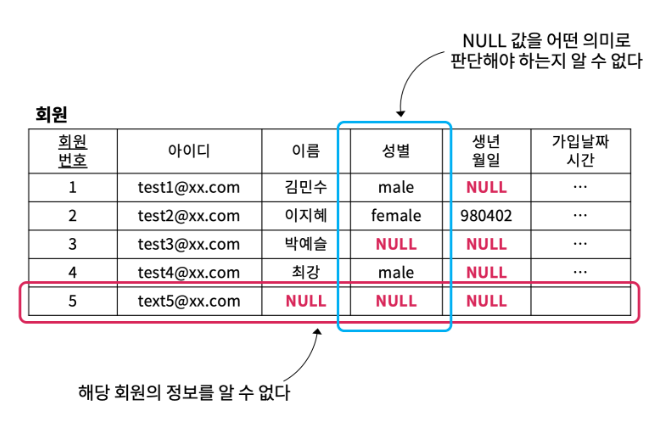 NULL 값을 어떤 의미로
판단해야 하는지 알 수 없다
회원
회원 번호 아이디 이름 성별 생년 월일 가입날짜 시간
1 test1@xx.com 김민수 male NULL …
2 test2@xx.com 이지혜 female 980402 …
3 test3@xx.com 박예슬 NULL NULL …
4 test4@xx.com 최강 male NULL …
5 text5@xx.com NULL NULL NULL
해당 회원의 정보를 알 수 없다